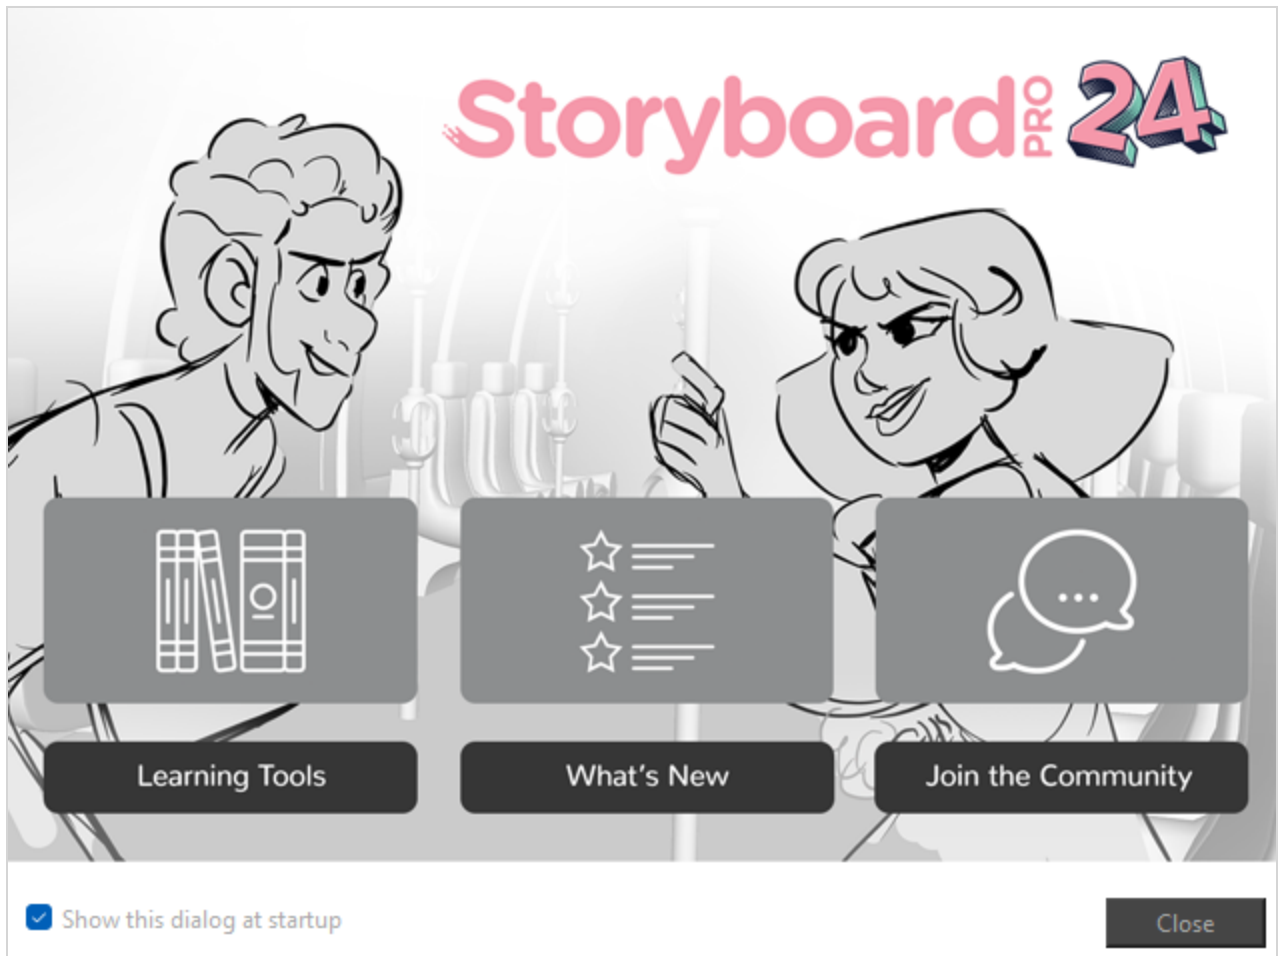 Storyboard PRO 24
Learning Tools
What's New
Join the Community
Show this dialog at startup
Close